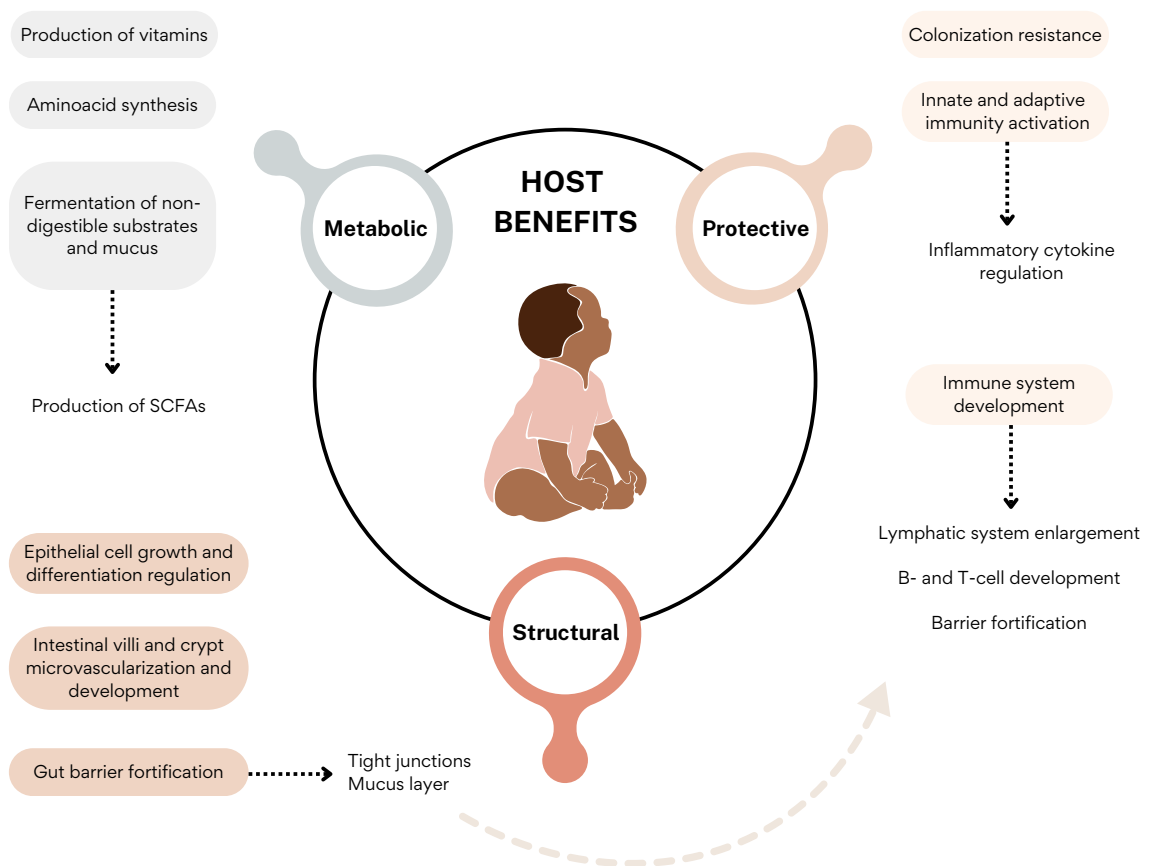 HOST
BENEFITS
Metabolic
Production of vitamins
Aminoacid synthesis
Fermentation of non-
digestible substrates
and mucus
Production of SCFAs
Protective
Colonization resistance
Innate and adaptive
immunity activation
Inflammatory cytokine
regulation
Immune system
development
Lymphatic system enlargement
B- and T-cell development
Barrier fortification
Structural
Epithelial cell growth and
differentiation regulation
Intestinal villi and crypt
microvascularization and
development
Gut barrier fortification
Tight junctions
Mucus layer